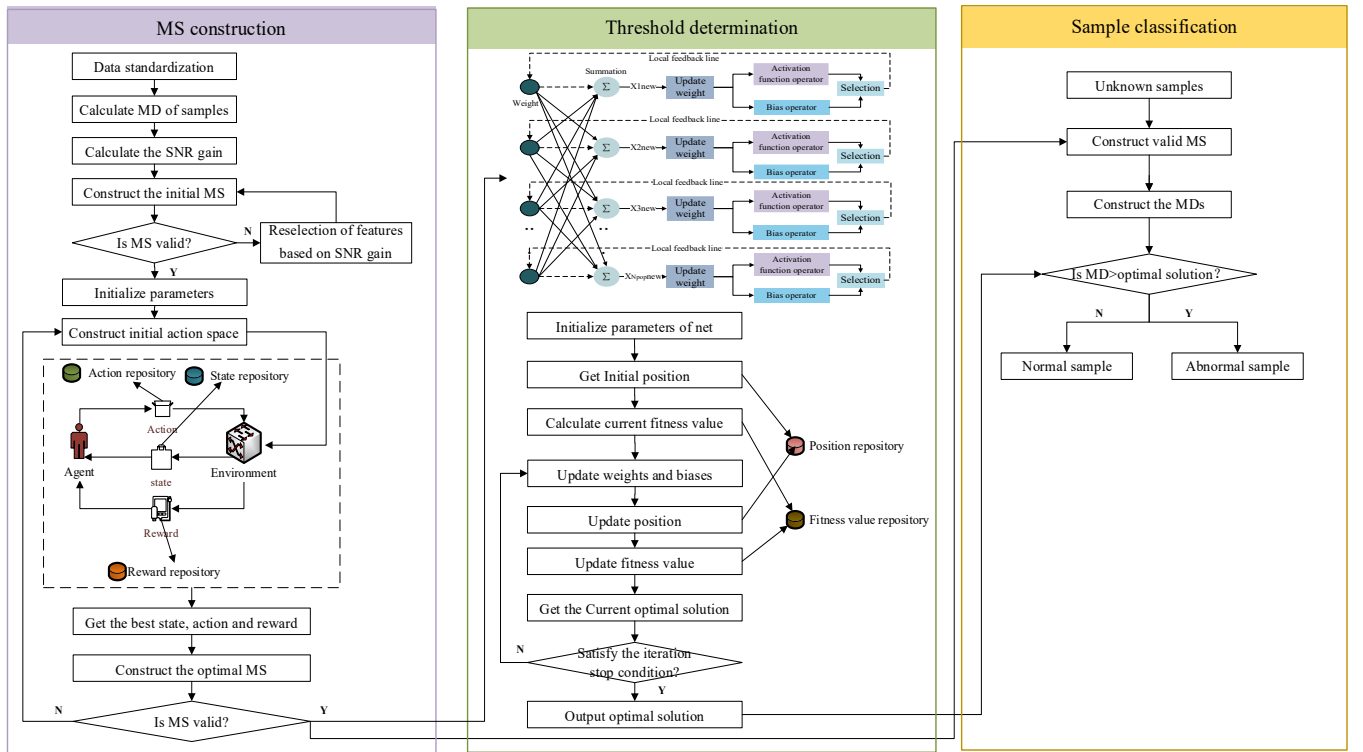 MS construction
Data standardization
Calculate MD of samples
Calculate the SNR gain
Construct the initial MS
Is MS valid?
N
Reselection of features
based on SNR gain
Y
Initialize parameters
Construct initial action space
Action repository
State repository
Action
Agent
Environment
state
Reward
Reward repository
Get the best state, action and reward
Construct the optimal MS
N
Is MS valid?
Y
Threshold determination
Local feedback line
Summation
Weight
Σ
X1new
Update
weight
Activation
function operator
Bias operator
Selection
Local feedback line
Σ
X2new
Update
weight
Activation
function operator
Bias operator
Selection
Local feedback line
Σ
X3new
Update
weight
Activation
function operator
Bias operator
Selection
Local feedback line
Σ
XNpopnew
Update
weight
Activation
function operator
Bias operator
Selection
Initialize parameters of net
Get Initial position
Calculate current fitness value
Position repository
Update weights and biases
Update position
Fitness value repository
Update fitness value
Get the Current optimal solution
N
Satisfy the iteration
stop condition?
Y
Output optimal solution
Sample classification
Unknown samples
Construct valid MS
Construct the MDs
Is MD>optimal solution?
N
Y
Normal sample
Abnormal sample